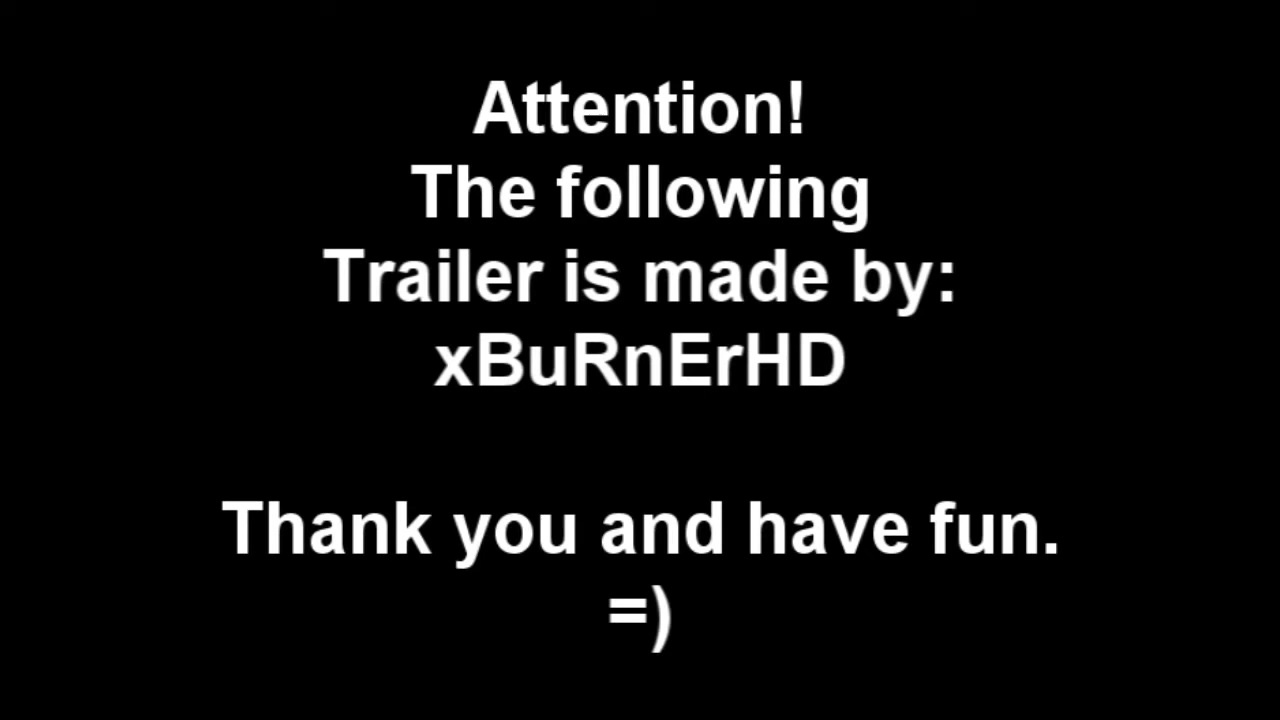 Attention!
The following
Trailer is made by:
xBuRnErHD
Thank you and have fun.
=)